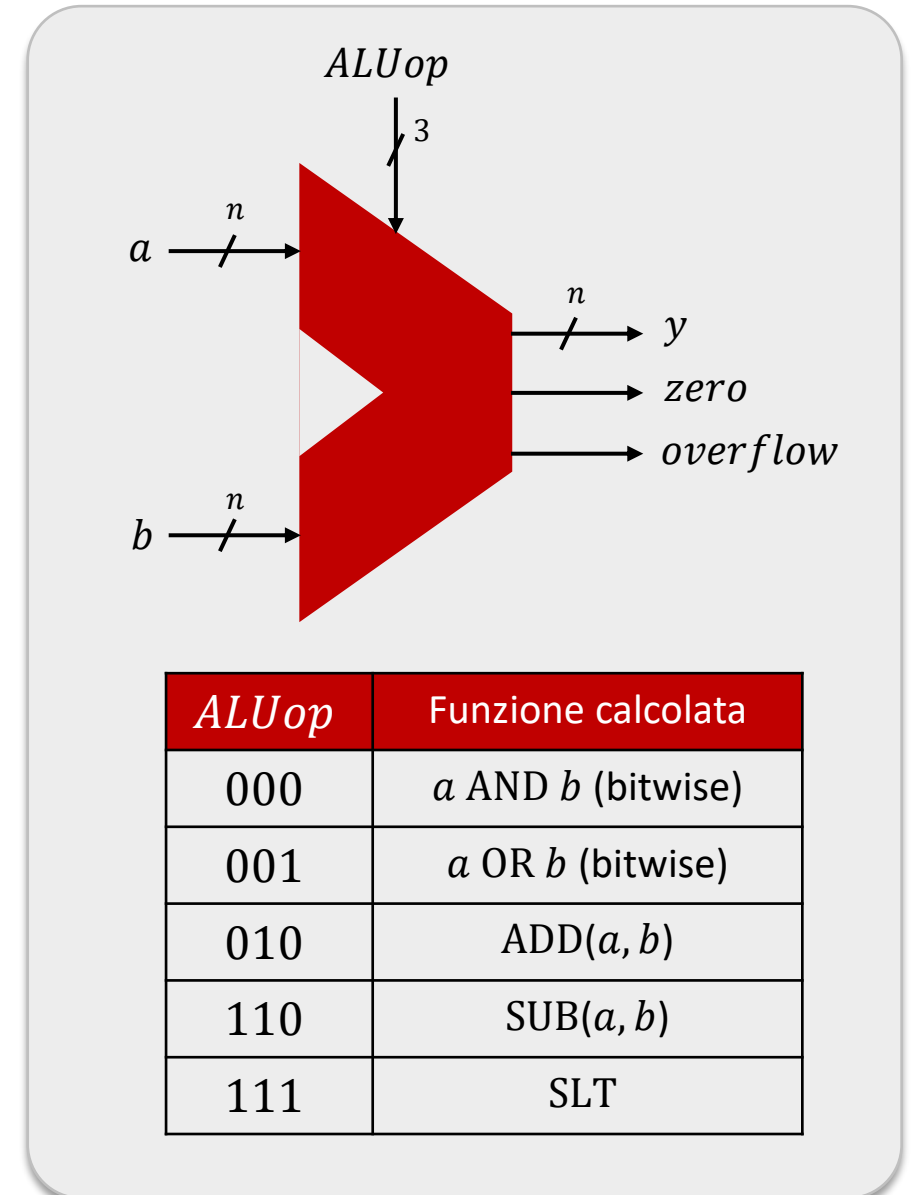 ALUop
3
n
a
n
y
zero
overflow
n
b
ALUop Funzione calcolata
000 a AND b (bitwise)
001 a OR b (bitwise)
010 ADD(a, b)
110 SUB(a, b)
111 SLT